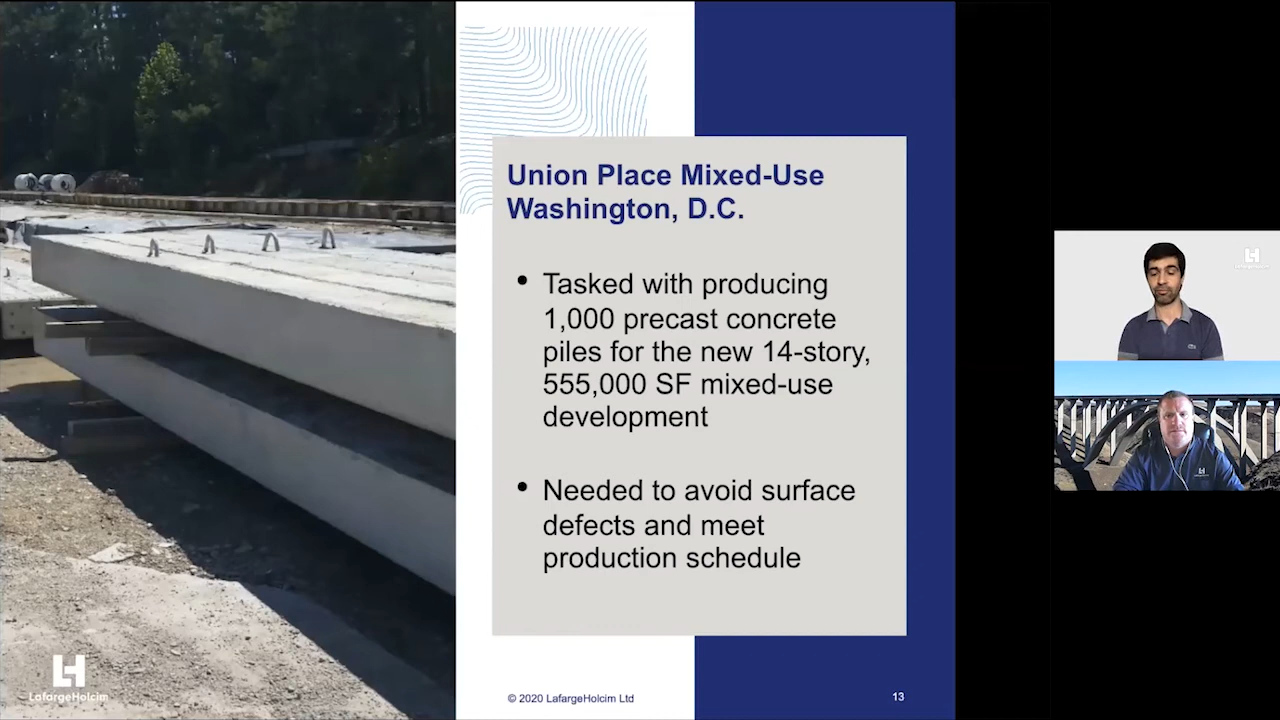 Union Place Mixed-Use
Washington, D.C.
• Tasked with producing
1,000 precast concrete
piles for the new 14-story,
555,000 SF mixed-use
development
• Needed to avoid surface
defects and meet
production schedule
LafargeHolcim
© 2020 LafargeHolcim Ltd
13